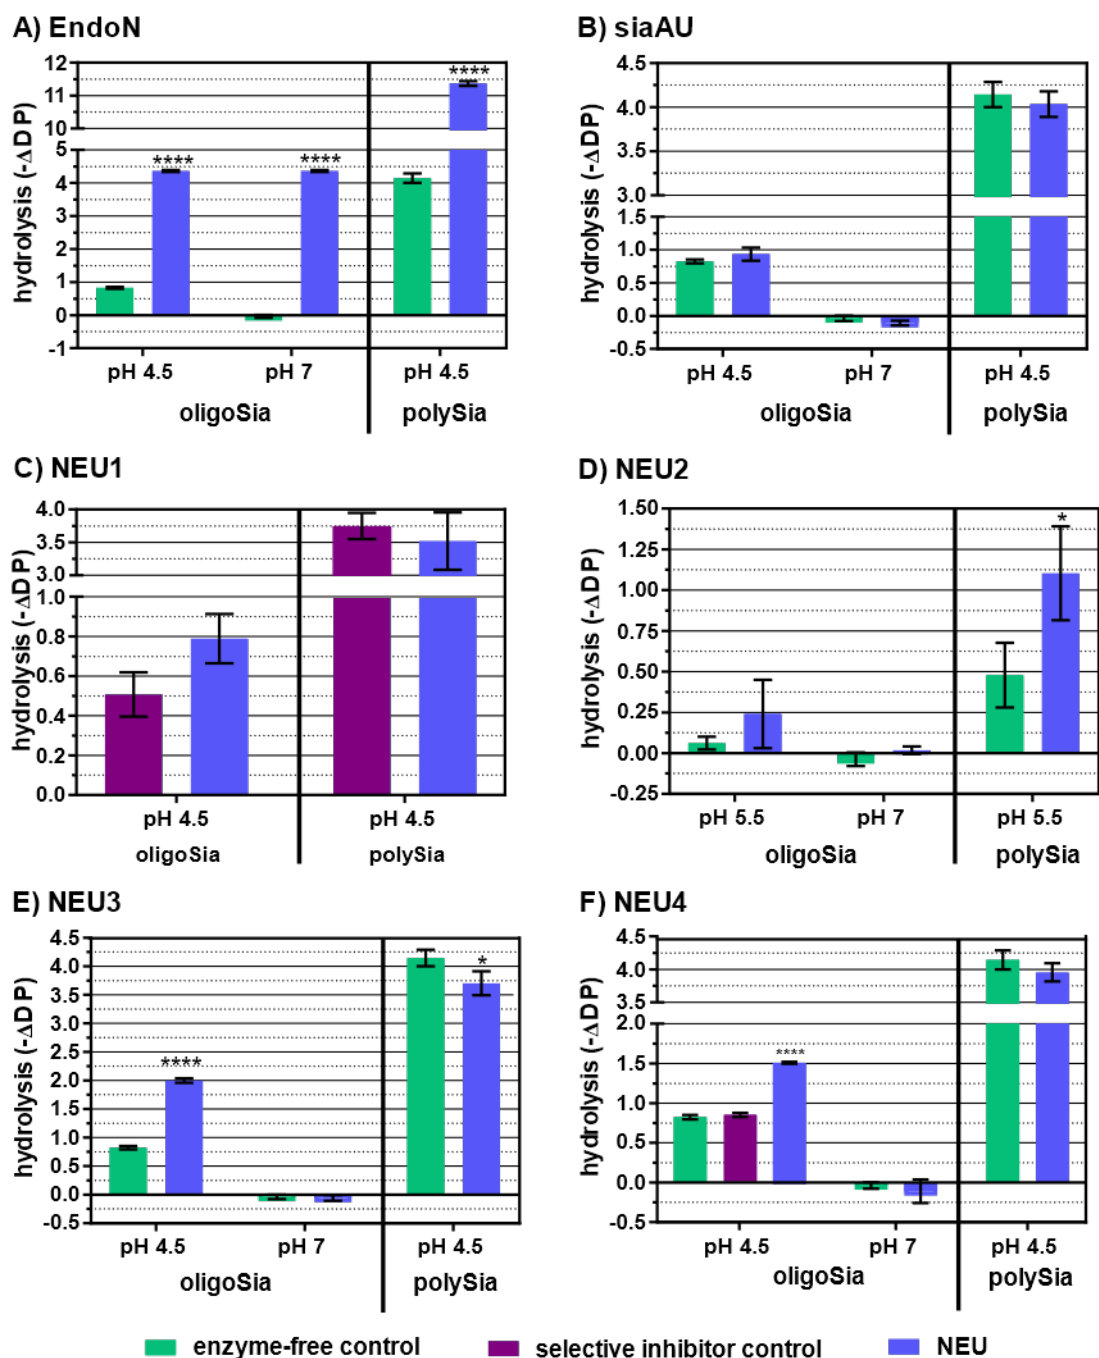 A) EndoN
hydrolysis (-ΔDP)
12
11
10
5
4
3
2
1
0
-1
****
****
****
pH 4.5
pH 7
pH 4.5
oligoSia
polySia
B) siaAU
hydrolysis (-ΔDP)
4.5
4.0
3.5
3.0
1.5
1.0
0.5
0.0
-0.5
pH 4.5
pH 7
pH 4.5
oligoSia
polySia
C) NEU1
hydrolysis (-ΔDP)
4.0
3.5
3.0
1.0
0.8
0.6
0.4
0.2
0.0
pH 4.5
pH 4.5
oligoSia
polySia
D) NEU2
hydrolysis (-ΔDP)
1.50
1.25
1.00
0.75
0.50
0.25
0.00
-0.25
*
pH 5.5
pH 7
pH 5.5
oligoSia
polySia
E) NEU3
hydrolysis (-ΔDP)
4.5
4.0
3.5
3.0
2.5
2.0
1.5
1.0
0.5
0.0
-0.5
****
*
pH 4.5
pH 7
pH 4.5
oligoSia
polySia
F) NEU4
hydrolysis (-ΔDP)
4.5
4.0
3.5
2.0
1.5
1.0
0.5
0.0
-0.5
****
pH 4.5
pH 7
pH 4.5
oligoSia
polySia
enzyme-free control
selective inhibitor control
NEU